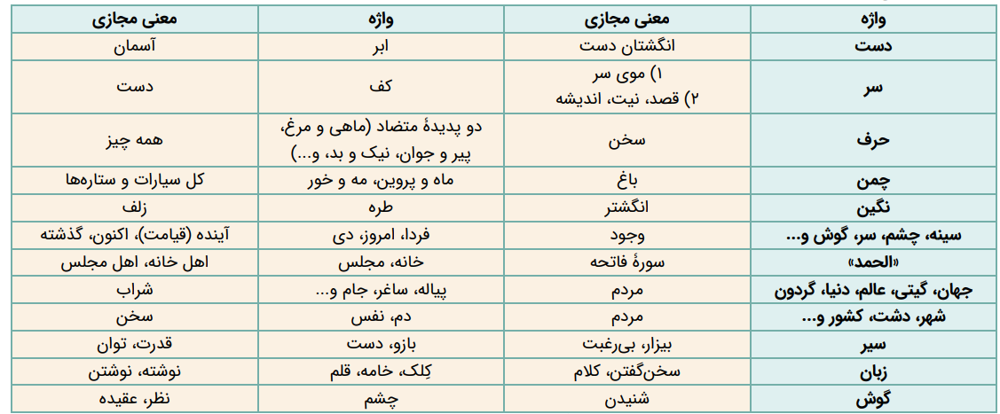 واژه	معنی مجازی	واژه	معنی مجازی
دست	انگشتان دست	ابر	آسمان
سر	۱) موی سر	کف	دست
۲) قصد، نیت، اندیشه
حرف	سخن	دو پدیدهٔ متضاد (ماهی و مرغ،	همه چیز
پیر و جوان، نیک و بد، و...)
چمن	باغ	ماه و پروین، مه و خور	کل سیارات و ستاره‌ها
نگین	انگشتر	طره	زلف
سینه، چشم، سر، گوش و...	وجود	فردا، امروز، دی	آینده (قیامت)، اکنون، گذشته
«الحمد»	سورهٔ فاتحه	خانه، مجلس	اهل خانه، اهل مجلس
جهان، گیتی، عالم، دنیا، گردون	مردم	پیاله، ساغر، جام و...	شراب
شهر، دشت، کشور و...	مردم	دم، نفس	سخن
سیر	بیزار، بی‌رغبت	بازو، دست	قدرت، توان
زبان	سخن‌گفتن، کلام	کِلک، خامه، قلم	نوشته، نوشتن
گوش	شنیدن	چشم	نظر، عقیده